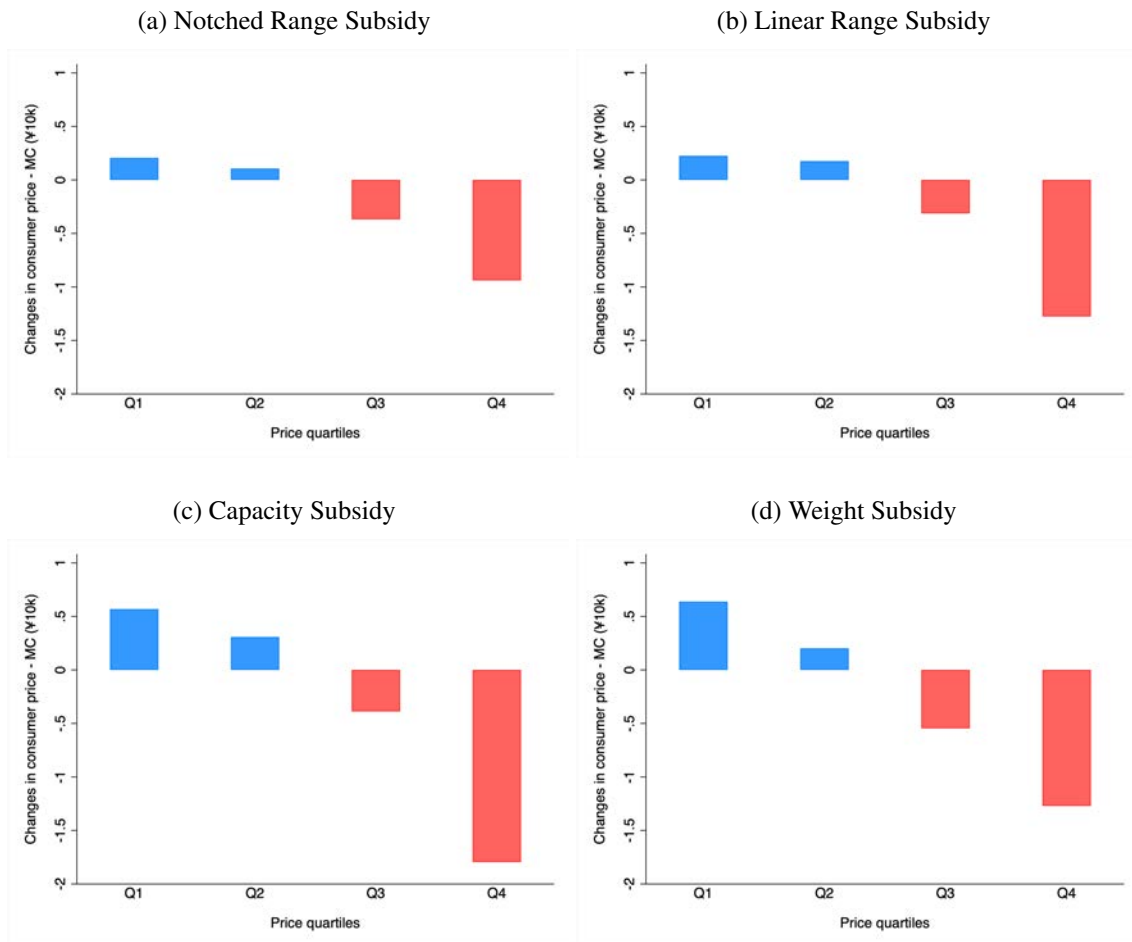 (a) Notched Range Subsidy
Changes in consumer price - MC (¥10k)
1
.5
0
-.5
-1
-1.5
-2
Q1 Q2 Q3 Q4
Price quartiles
(b) Linear Range Subsidy
Changes in consumer price - MC (¥10k)
1
.5
0
-.5
-1
-1.5
-2
Q1 Q2 Q3 Q4
Price quartiles
(c) Capacity Subsidy
Changes in consumer price - MC (¥10k)
1
.5
0
-.5
-1
-1.5
-2
Q1 Q2 Q3 Q4
Price quartiles
(d) Weight Subsidy
Changes in consumer price - MC (¥10k)
1
.5
0
-.5
-1
-1.5
-2
Q1 Q2 Q3 Q4
Price quartiles